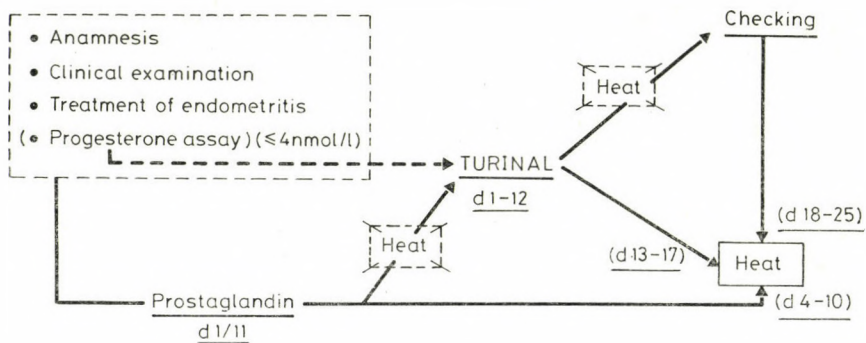 • Anamnesis
• Clinical examination
• Treatment of endometritis
(• Progesterone assay) (≤4nmol/l)
Checking
Heat
TURINAL
d 1-12
Heat
(d 18-25)
(d 13-17)
Heat
Prostaglandin
d 1/11
(d 4-10)